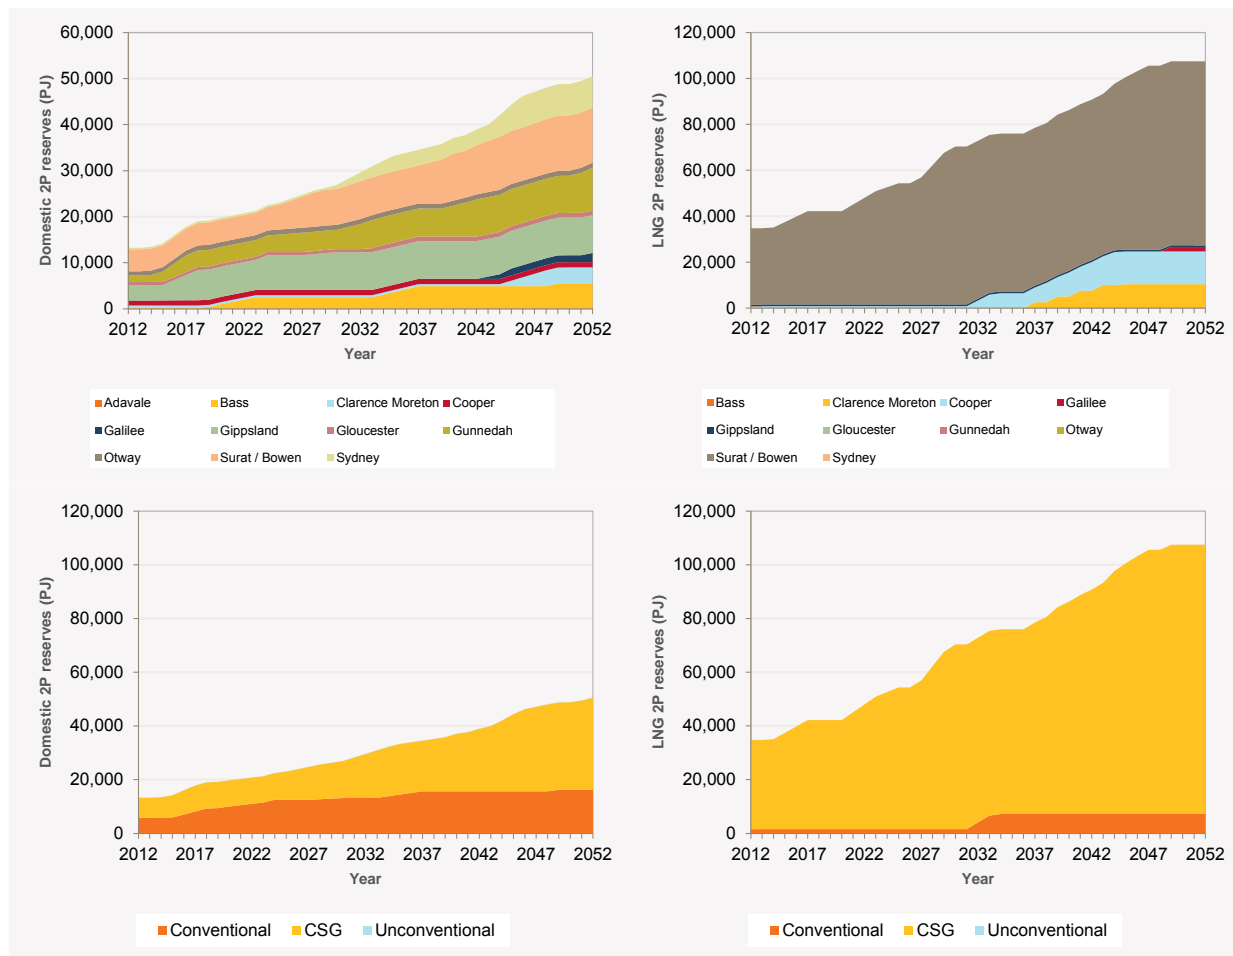 60,000
50,000
40,000
30,000
20,000
10,000
0
Domestic 2P reserves (PJ)
2012 2017 2022 2027 2032 2037 2042 2047 2052
Year
Adavale Bass Clarence Moreton Cooper
Galilee Gippsland Gloucester Gunnedah
Otway Surat / Bowen Sydney
120,000
100,000
80,000
60,000
40,000
20,000
0
LNG 2P reserves (PJ)
2012 2017 2022 2027 2032 2037 2042 2047 2052
Year
Bass Clarence Moreton Cooper Galilee
Gippsland Gloucester Gunnedah Otway
Surat / Bowen Sydney
120,000
100,000
80,000
60,000
40,000
20,000
0
Domestic 2P reserves (PJ)
2012 2017 2022 2027 2032 2037 2042 2047 2052
Year
Conventional CSG Unconventional
120,000
100,000
80,000
60,000
40,000
20,000
0
LNG 2P reserves (PJ)
2012 2017 2022 2027 2032 2037 2042 2047 2052
Year
Conventional CSG Unconventional